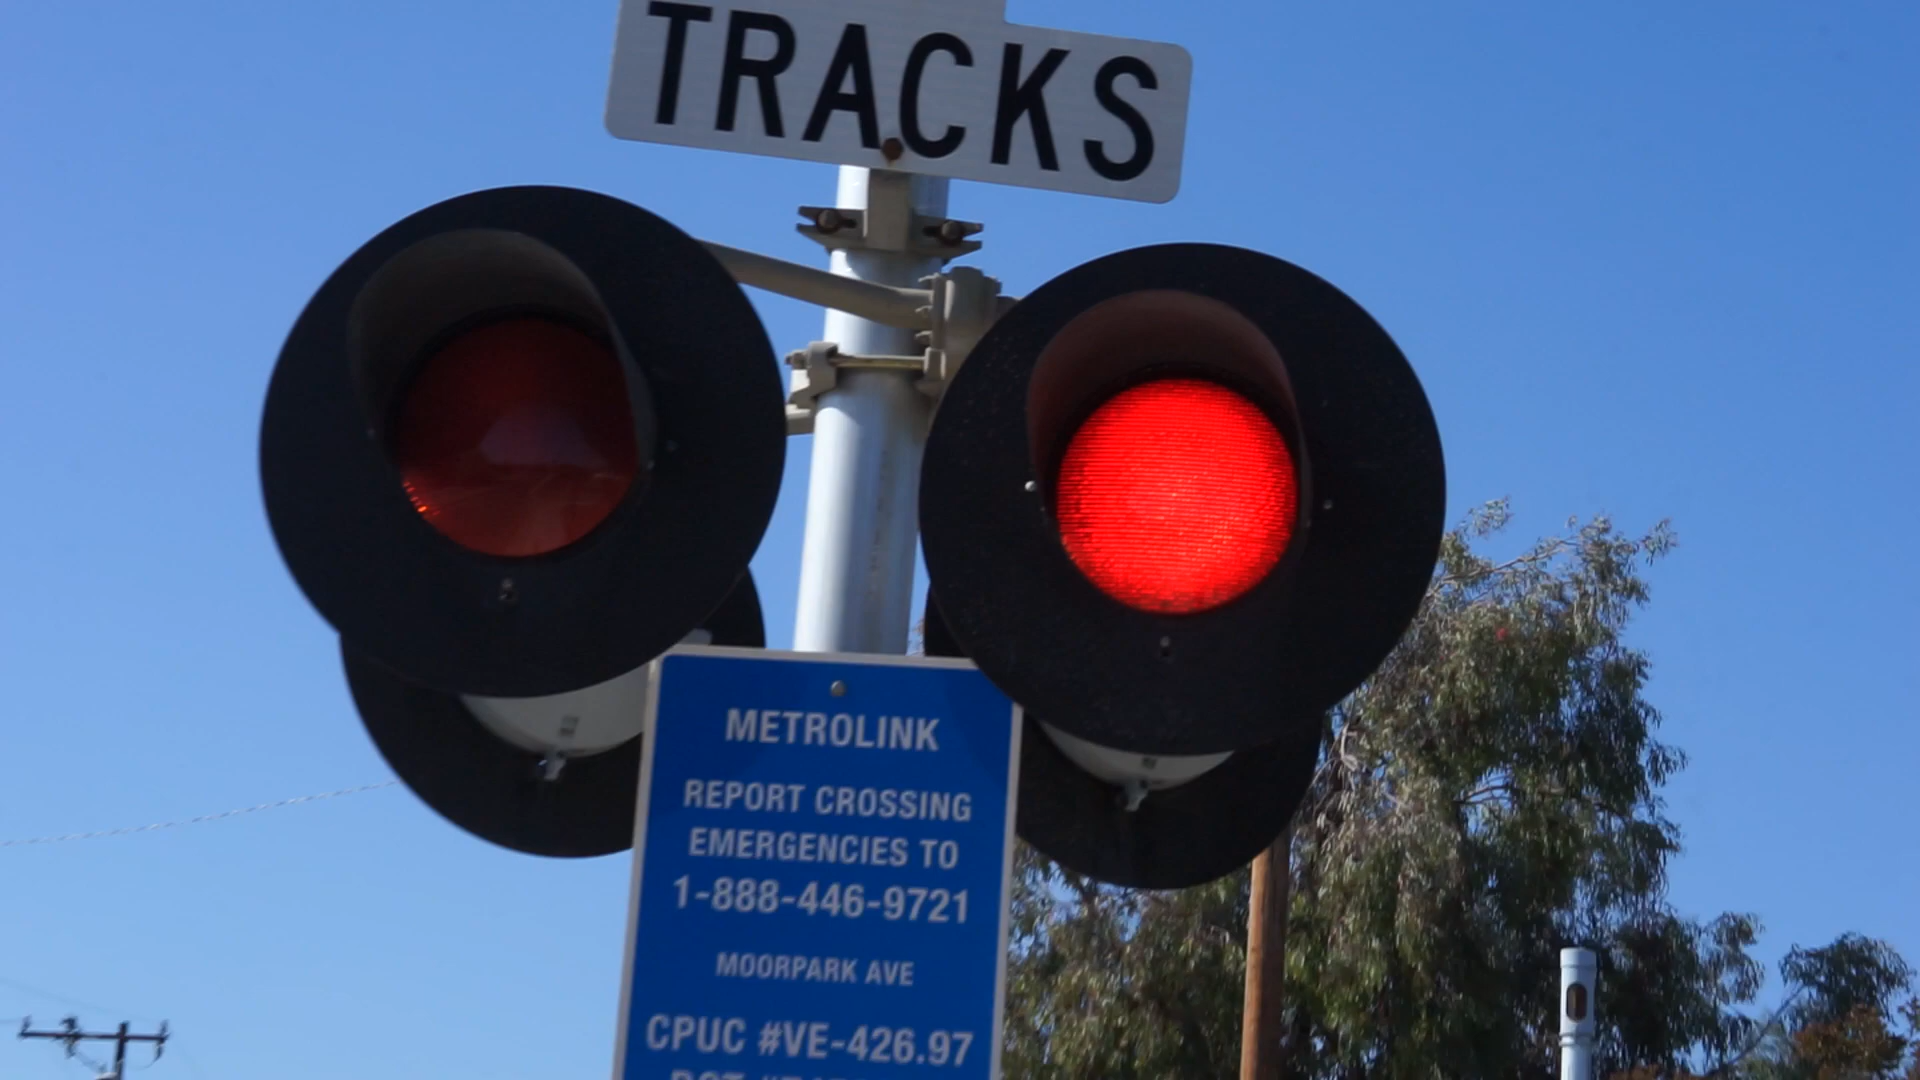 TRACKS
METROLINK
REPORT CROSSING
EMERGENCIES TO
1-888-446-9721
MOORPARK AVE
CPUC #VE-426.97